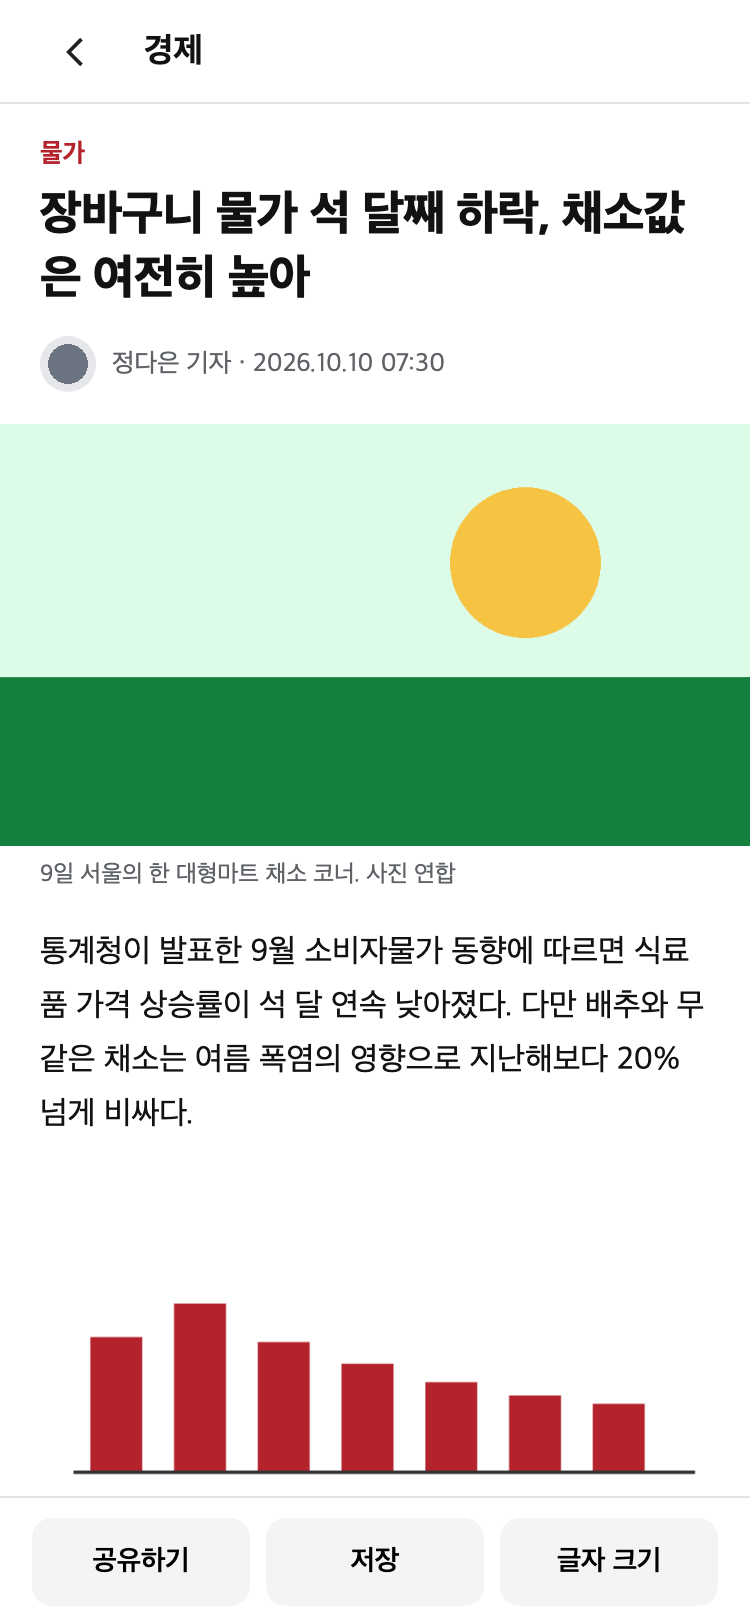 경제
물가
장바구니 물가 석 달째 하락, 채소값
은 여전히 높아
정다은 기자 · 2026.10.10 07:30
9일 서울의 한 대형마트 채소 코너. 사진 연합
통계청이 발표한 9월 소비자물가 동향에 따르면 식료
품 가격 상승률이 석 달 연속 낮아졌다. 다만 배추와 무
같은 채소는 여름 폭염의 영향으로 지난해보다 20%
넘게 비싸다.
공유하기
저장
글자 크기